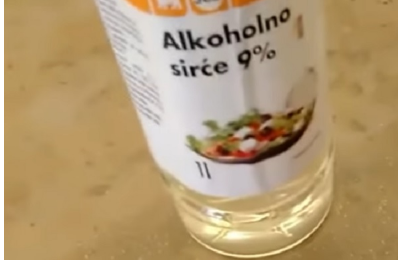 Alkoholno
sirće 9%
1l